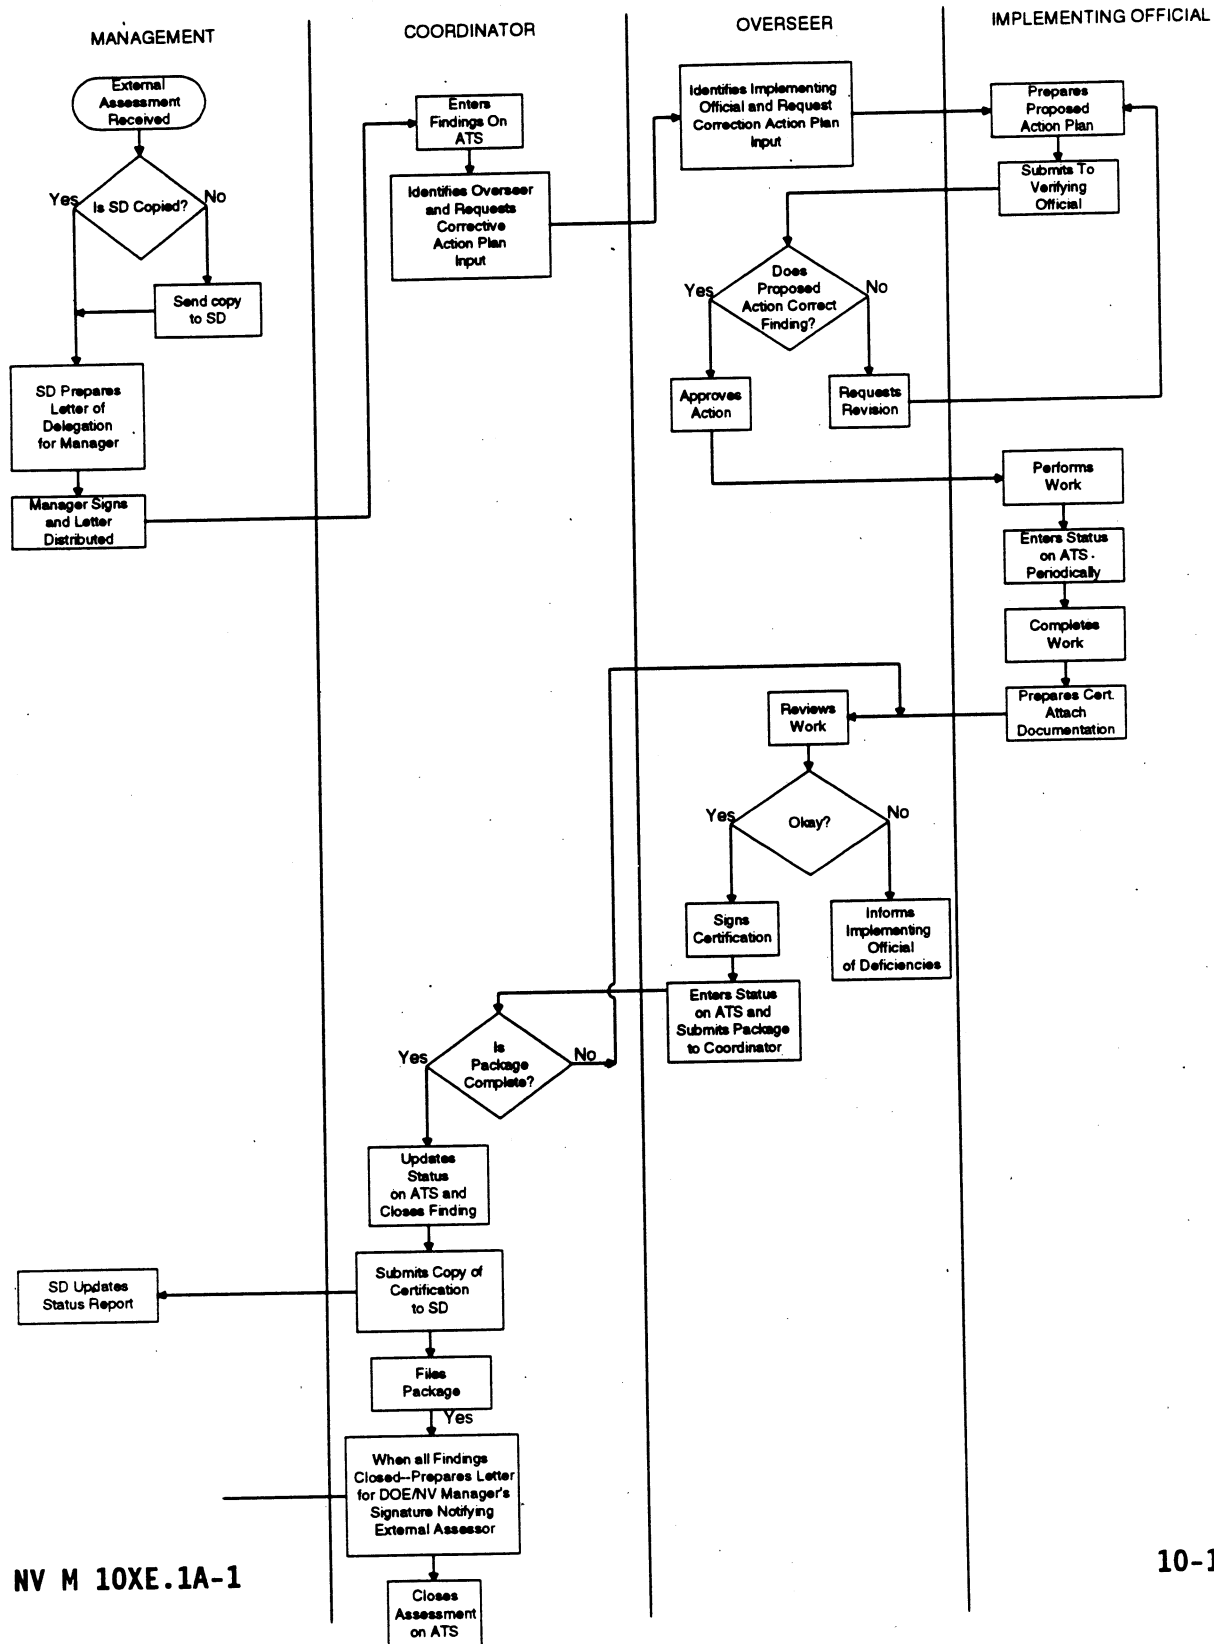 MANAGEMENT
COORDINATOR
OVERSEER
IMPLEMENTING OFFICIAL
External
Assessment
Received
Yes
Is SD Copied?
No
Send copy
to SD
SD Prepares
Letter of
Delegation
for Manager
Manager Signs
and Letter
Distributed
Enters
Findings On
ATS
Identifies Overseer
and Requests
Corrective
Action Plan
Input
Identifies Implementing
Official and Request
Correction Action Plan
Input
Prepares
Proposed
Action Plan
Submits To
Verifying
Official
Yes
Does
Proposed
Action Correct
Finding?
No
Approves
Action
Requests
Revision
Performs
Work
Enters Status
on ATS -
Periodically
Completes
Work
Prepares Cert.
Attach
Documentation
Reviews
Work
Yes
Okay?
No
Signs
Certification
Informs
Implementing
Official
of Deficiencies
Enters Status
on ATS and
Submits Package
to Coordinator
Yes
Is
Package
Complete?
No
Updates
Status
on ATS and
Closes Finding
Submits Copy of
Certification
to SD
SD Updates
Status Report
Files
Package
Yes
When all Findings
Closed--Prepares Letter
for DOE/NV Manager's
Signature Notifying
External Assessor
Closes
Assessment
on ATS
NV M 10XE.1A-1
10-1